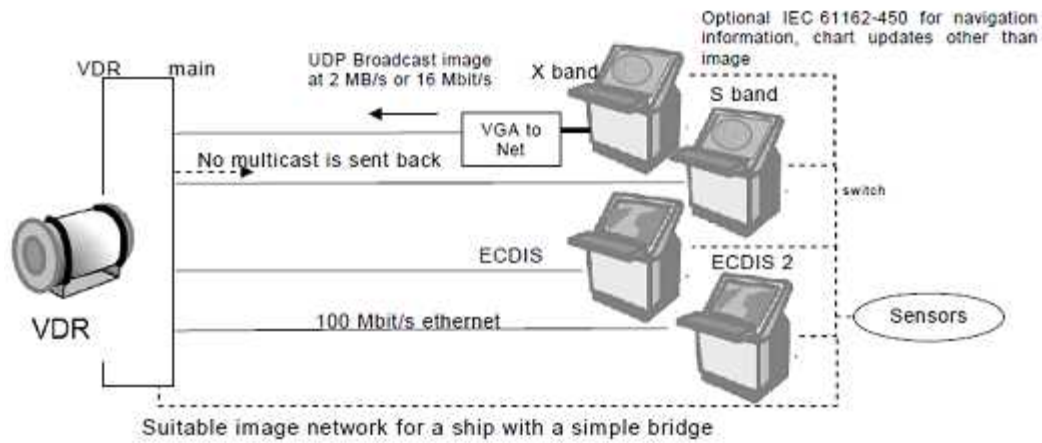 Optional IEC 61162-450 for navigation
information, chart updates other than
image
UDP Broadcast image
at 2 MB/s or 16 Mbit/s
VDR main
X band
S band
VGA to
Net
No multicast is sent back
switch
ECDIS
ECDIS 2
VDR
100 Mbit/s ethernet
Sensors
Suitable image network for a ship with a simple bridge